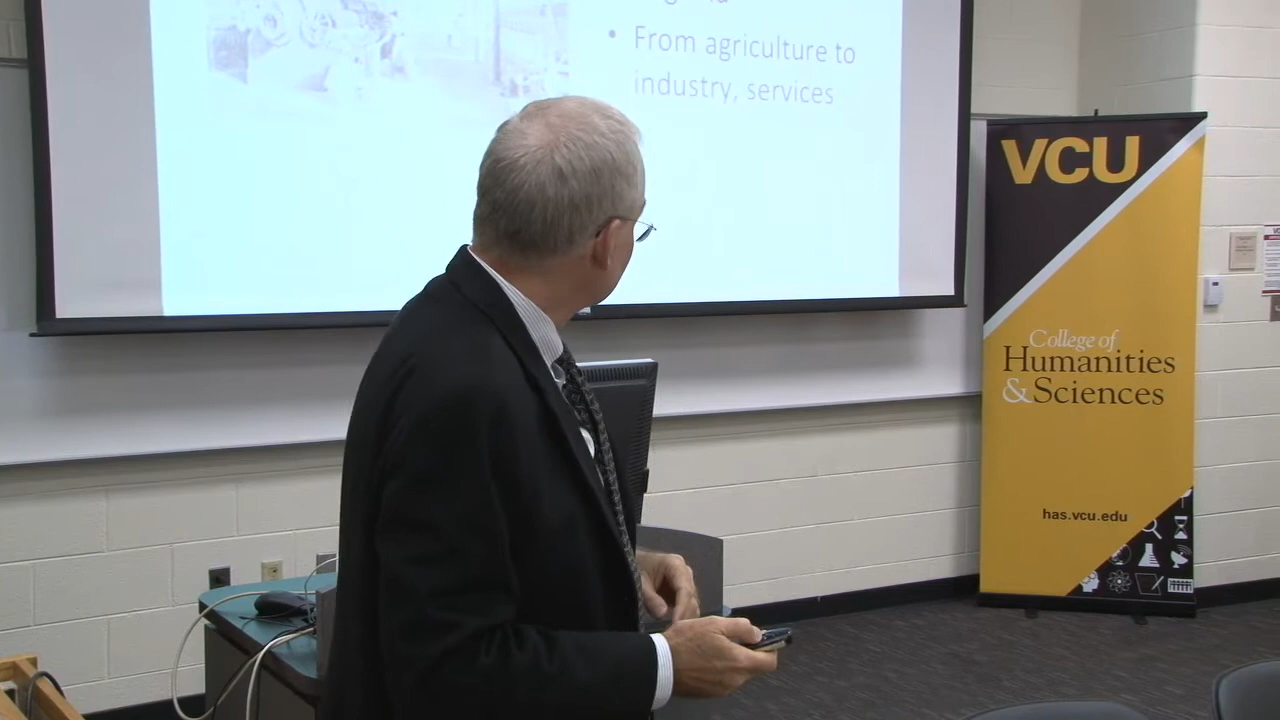 • From agriculture to
industry, services
VCU
College of
Humanities
&Sciences
has.vcu.edu